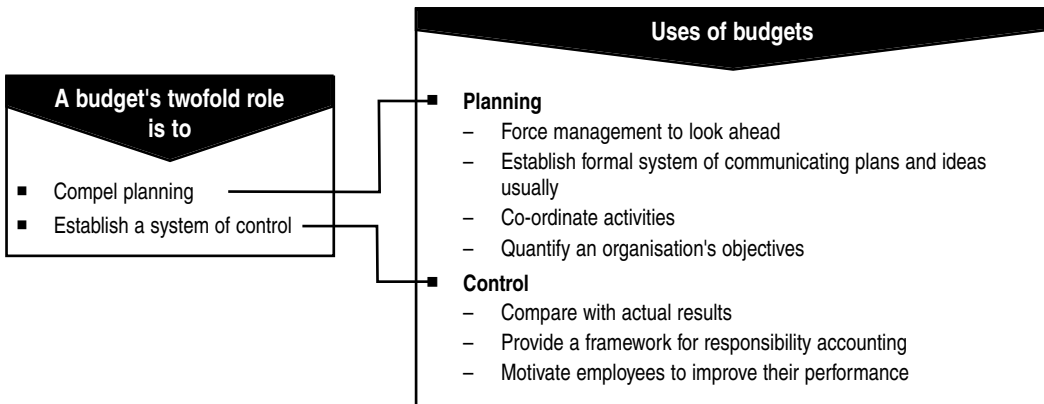 Uses of budgets
A budget's twofold role
is to
■ Compel planning
■ Establish a system of control
■ Planning
– Force management to look ahead
– Establish formal system of communicating plans and ideas
usually
– Co-ordinate activities
– Quantify an organisation's objectives
■ Control
– Compare with actual results
– Provide a framework for responsibility accounting
– Motivate employees to improve their performance